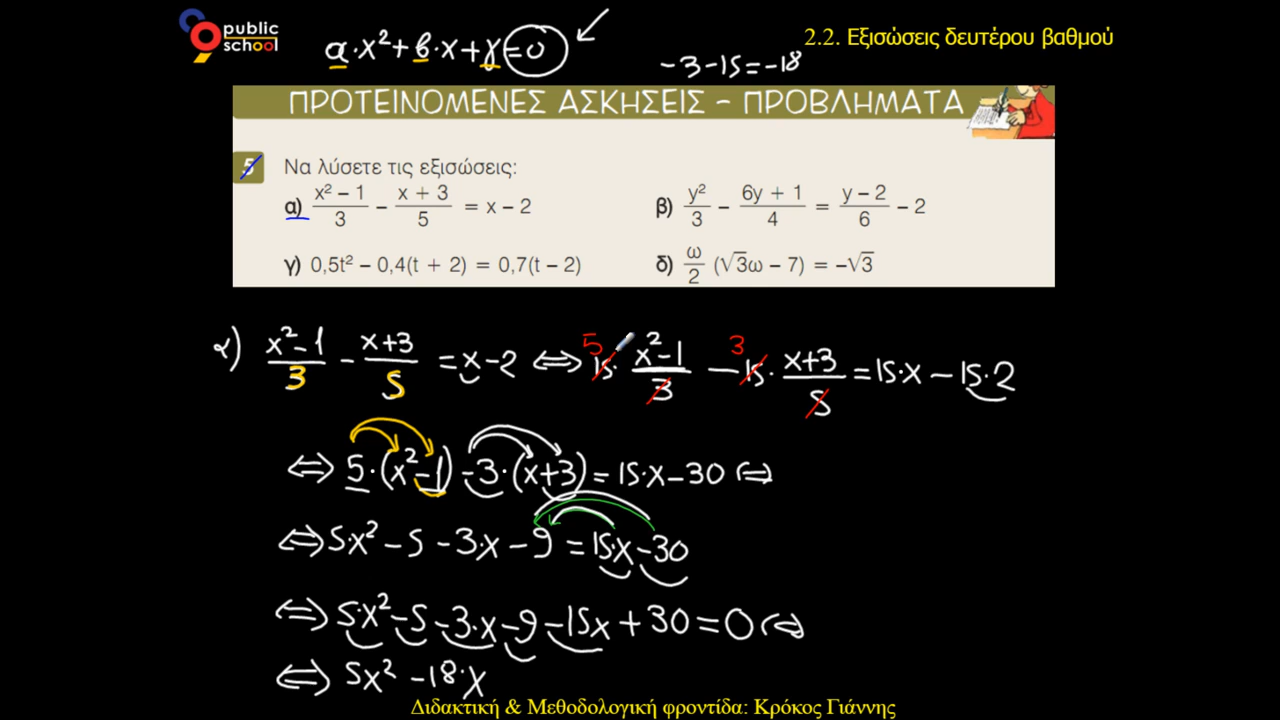 public
school
α·x²+β·x+γ=0
-3-15=-18
2.2. Εξισώσεις δευτέρου βαθμού
ΠΡΟΤΕΙΝΟΜΕΝΕΣ ΑΣΚΗΣΕΙΣ – ΠΡΟΒΛΗΜΑΤΑ
5 Να λύσετε τις εξισώσεις:
α) (x² – 1)/3 – (x + 3)/5 = x – 2
β) y²/3 – (6y + 1)/4 = (y – 2)/6 – 2
γ) 0,5t² – 0,4(t + 2) = 0,7(t – 2)
δ) ω/2 (√3ω – 7) = –√3
α) (x²-1)/3 - (x+3)/5 = x-2 ⇔ 15·(x²-1)/3 - 15·(x+3)/5 = 15·x - 15·2
5 3
⇔ 5·(x²-1) -3·(x+3) = 15·x-30 ⇔
⇔ 5·x² - 5 - 3·x - 9 = 15·x - 30
⇔ 5·x² - 5 - 3·x - 9 - 15x + 30 = 0 ⇔
⇔ 5x² - 18·x
Διδακτική & Μεθοδολογική φροντίδα: Κρόκος Γιάννης